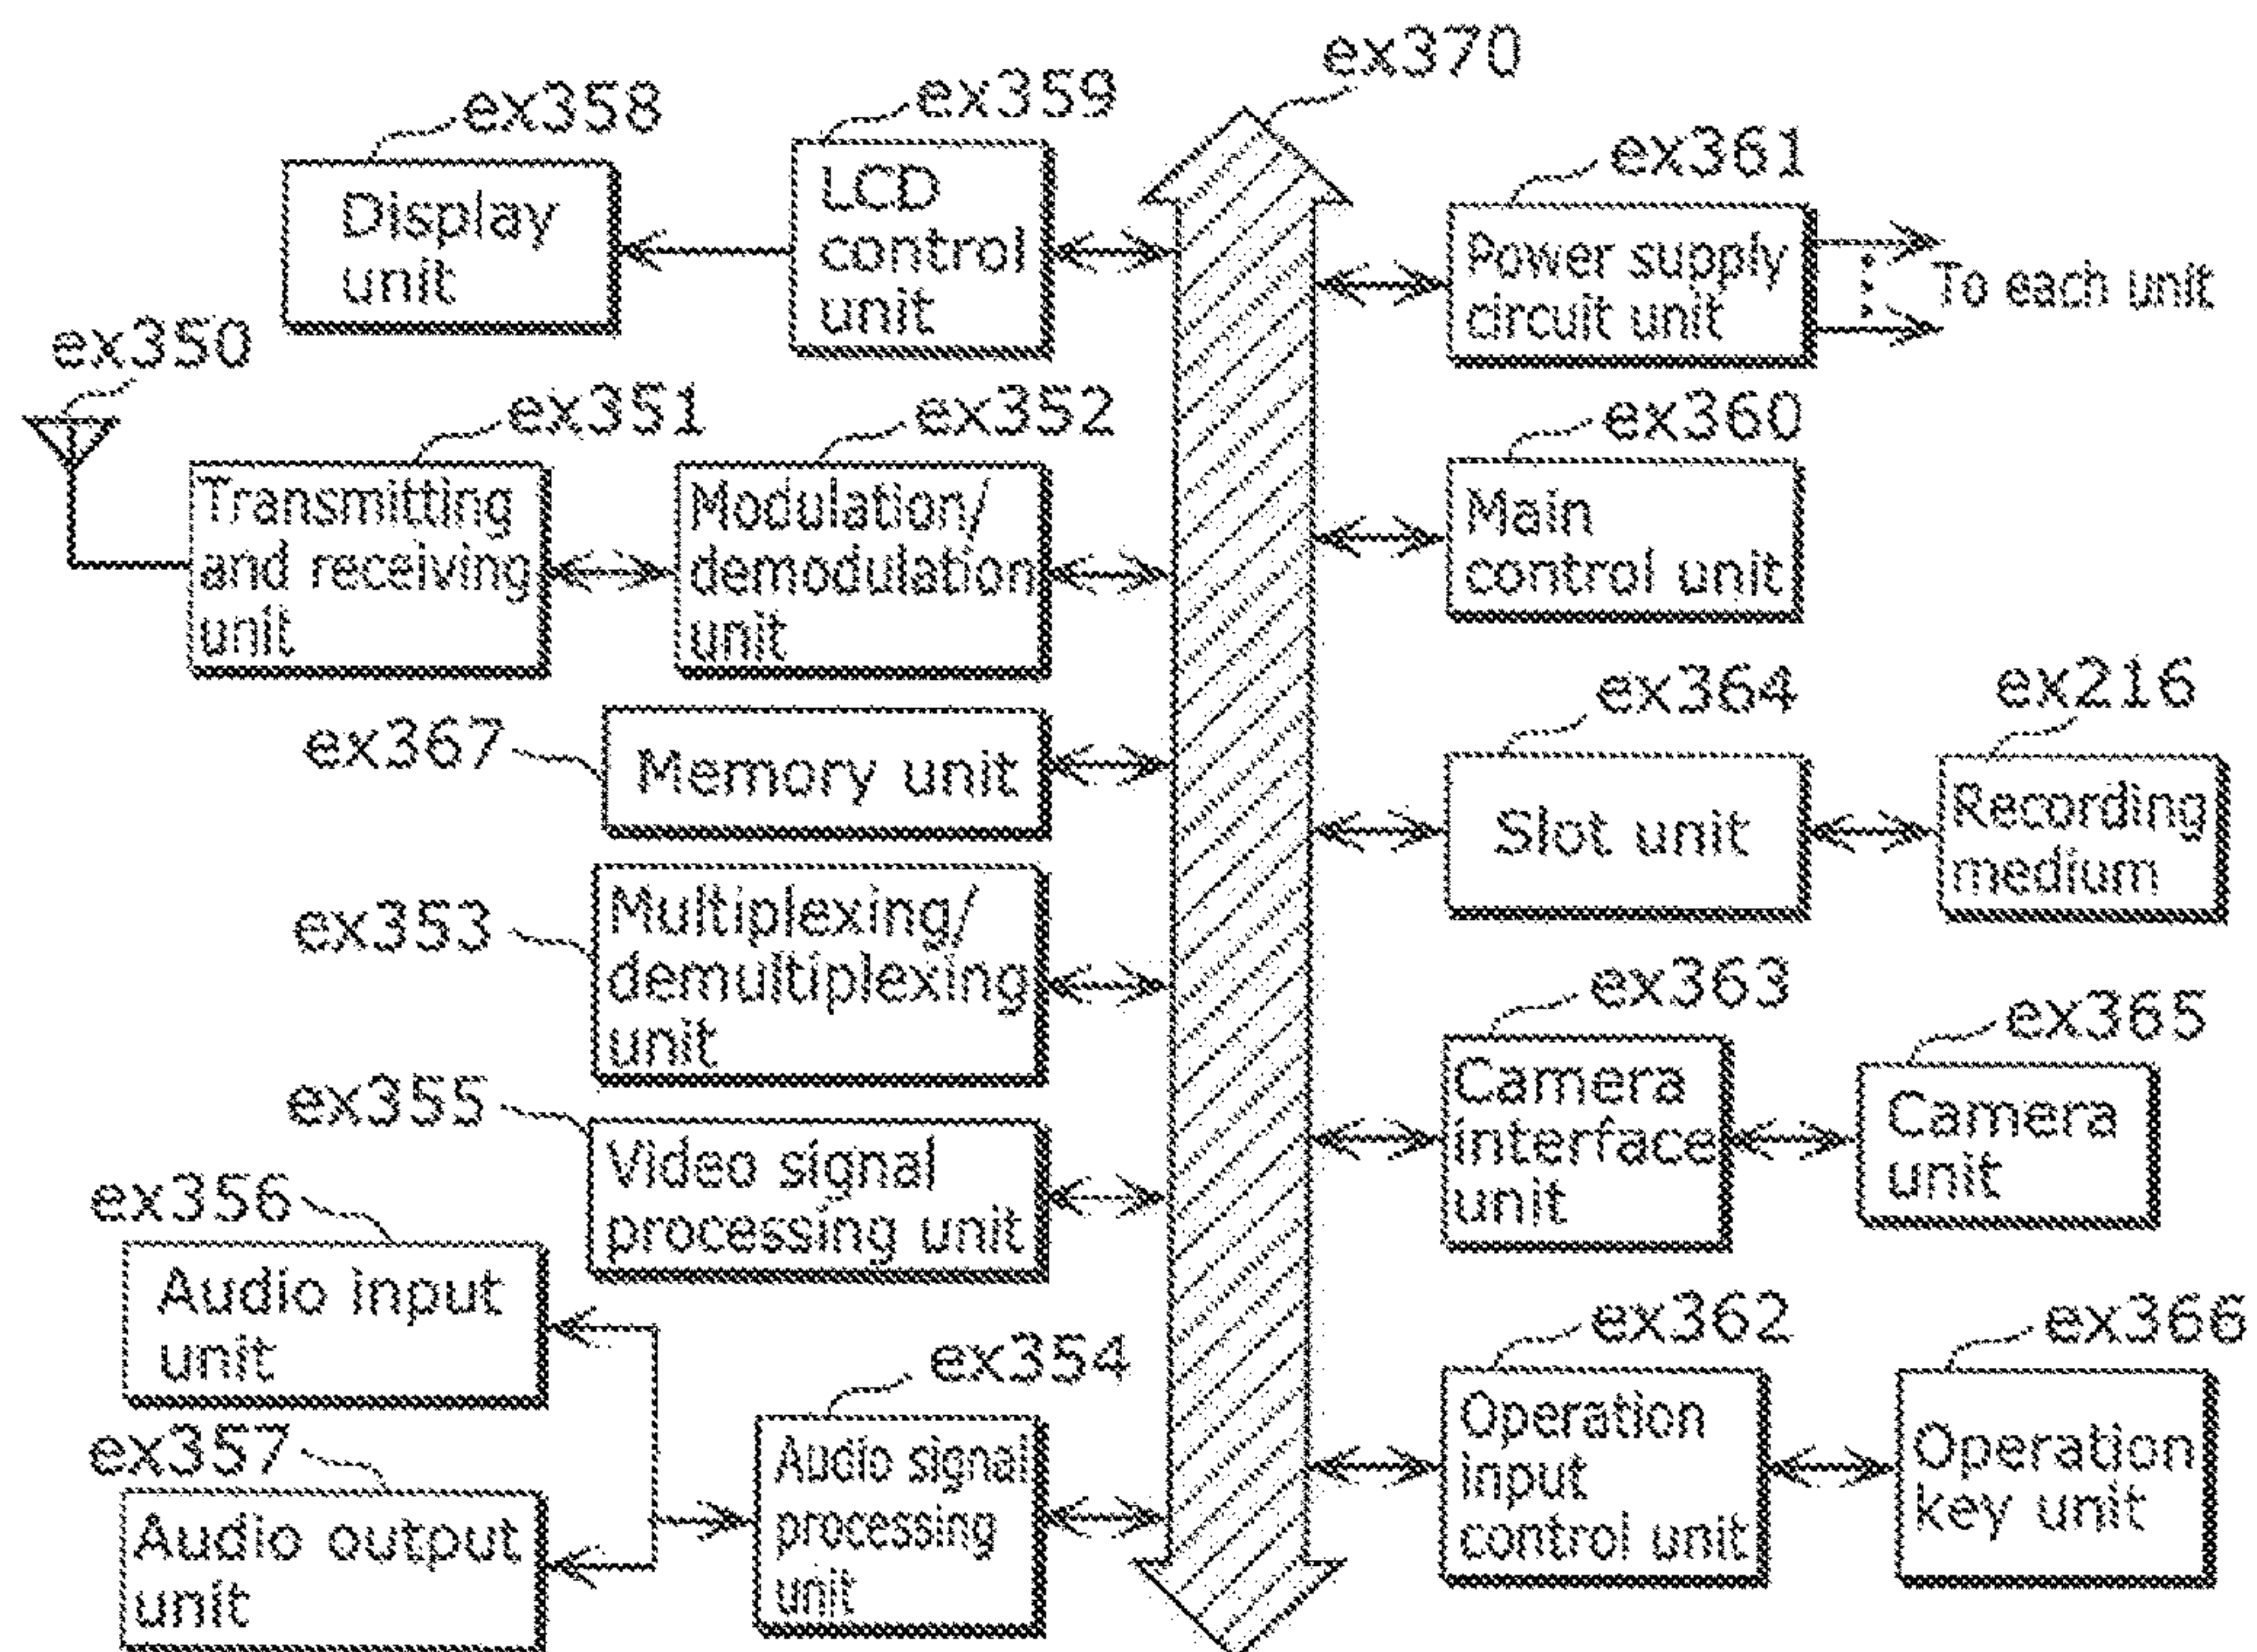 ex370
ex358
ex359
Display
unit
LCD
control
unit
ex361
Power supply
circuit unit
To each unit
ex350
ex351
Transmitting
and receiving
unit
ex352
Modulation/
demodulation
unit
ex360
Main
control unit
ex367
Memory unit
ex364
Slot unit
ex216
Recording
medium
ex353
Multiplexing/
demultiplexing
unit
ex363
Camera
interface
unit
ex365
Camera
unit
ex355
Video signal
processing unit
ex356
Audio input
unit
ex357
Audio output
unit
ex354
Audio signal
processing
unit
ex362
Operation
input
control unit
ex366
Operation
key unit